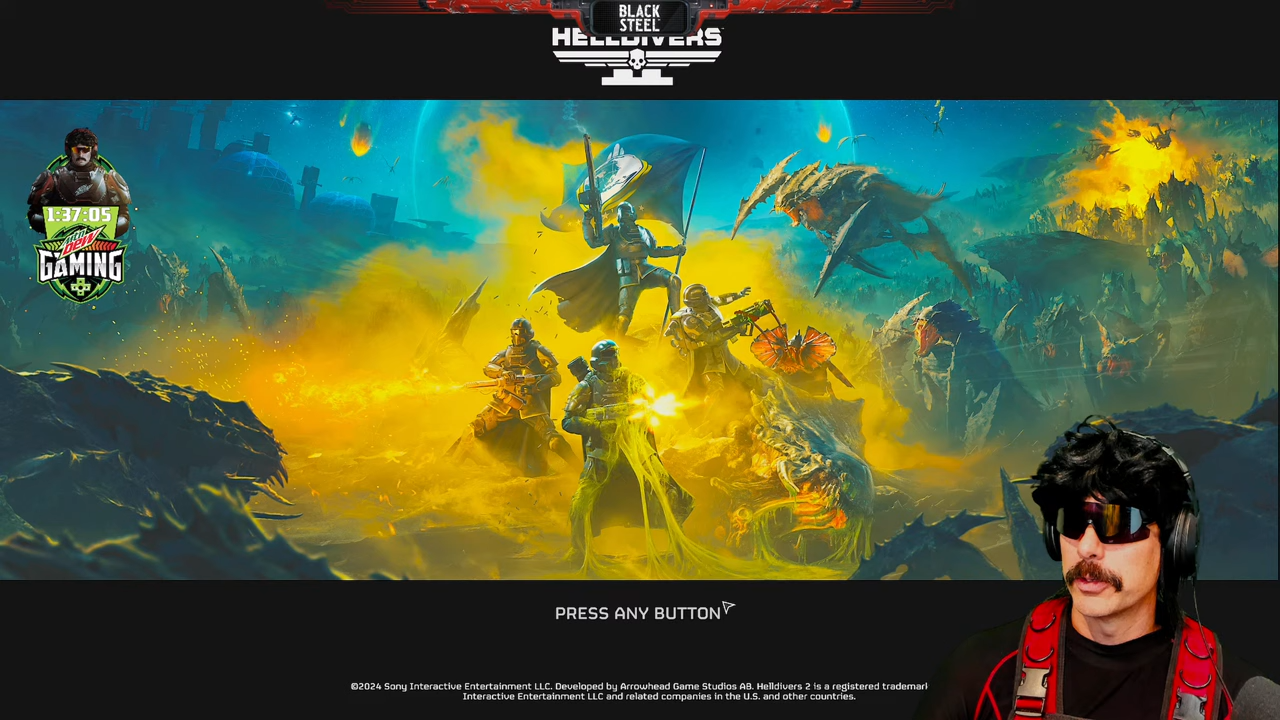 BLACK
STEEL
HELLDIVERS
II
1:37:05
mtn
DEW
GAMING
PRESS ANY BUTTON
©2024 Sony Interactive Entertainment LLC. Developed by Arrowhead Game Studios AB. Helldivers 2 is a registered trademark
Interactive Entertainment LLC and related companies in the U.S. and other countries.